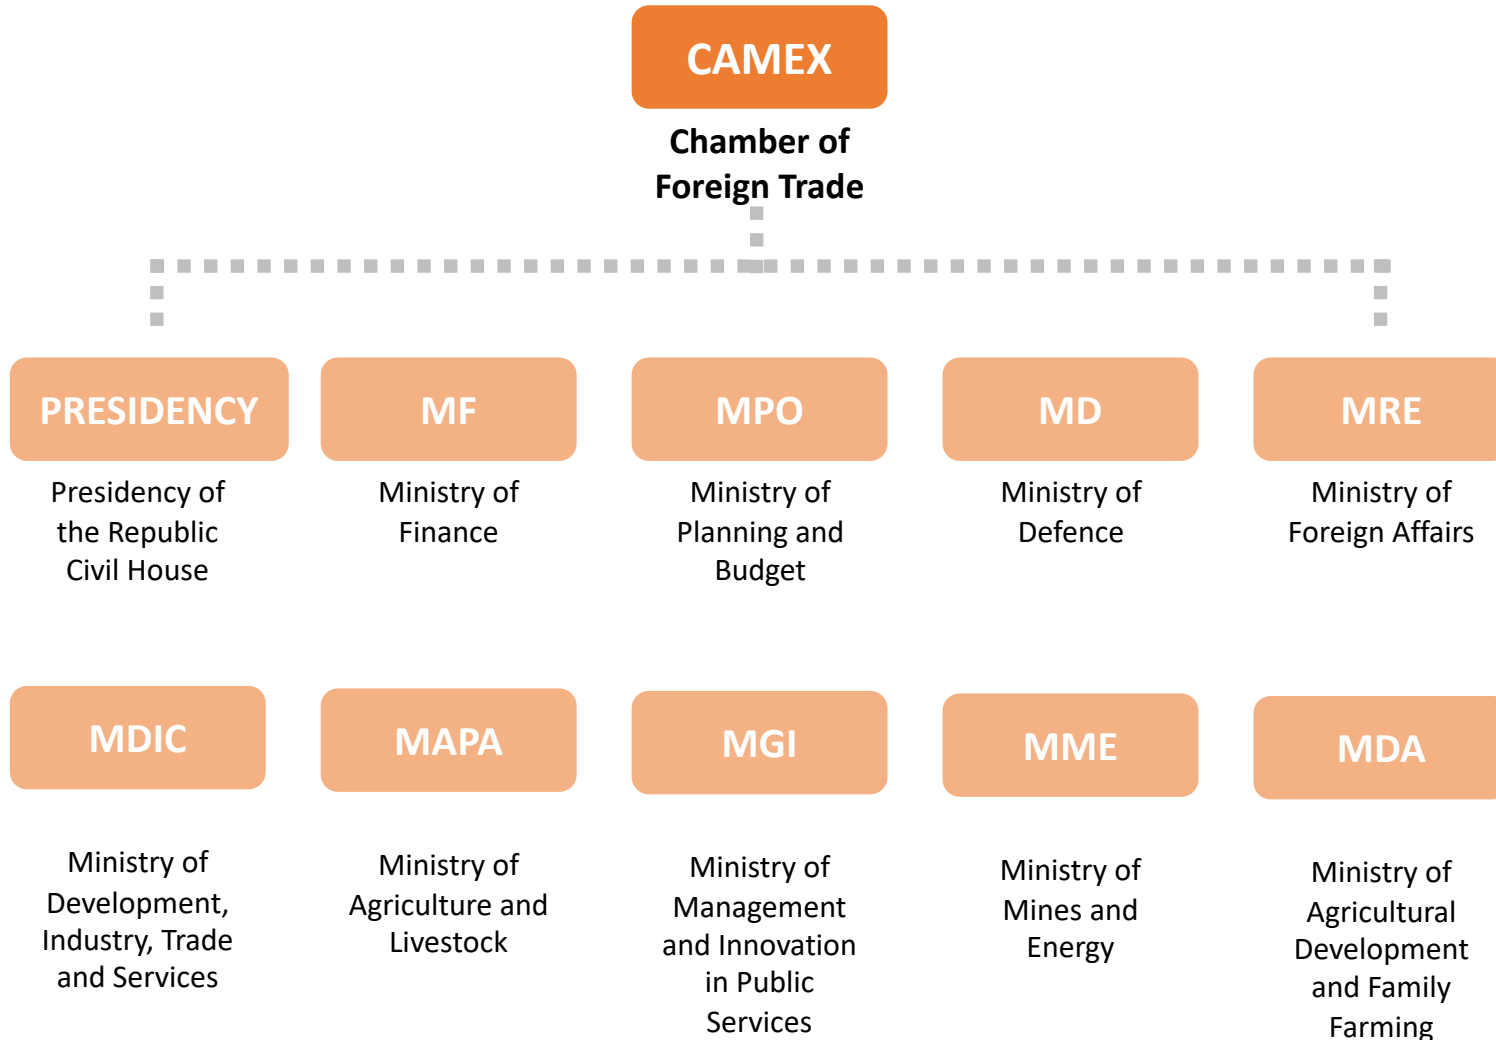 CAMEX
Chamber of
Foreign Trade
PRESIDENCY
Presidency of
the Republic
Civil House
MF
Ministry of
Finance
MPO
Ministry of
Planning and
Budget
MD
Ministry of
Defence
MRE
Ministry of
Foreign Affairs
MDIC
Ministry of
Development,
Industry, Trade
and Services
MAPA
Ministry of
Agriculture and
Livestock
MGI
Ministry of
Management
and Innovation
in Public
Services
MME
Ministry of
Mines and
Energy
MDA
Ministry of
Agricultural
Development
and Family
Farming